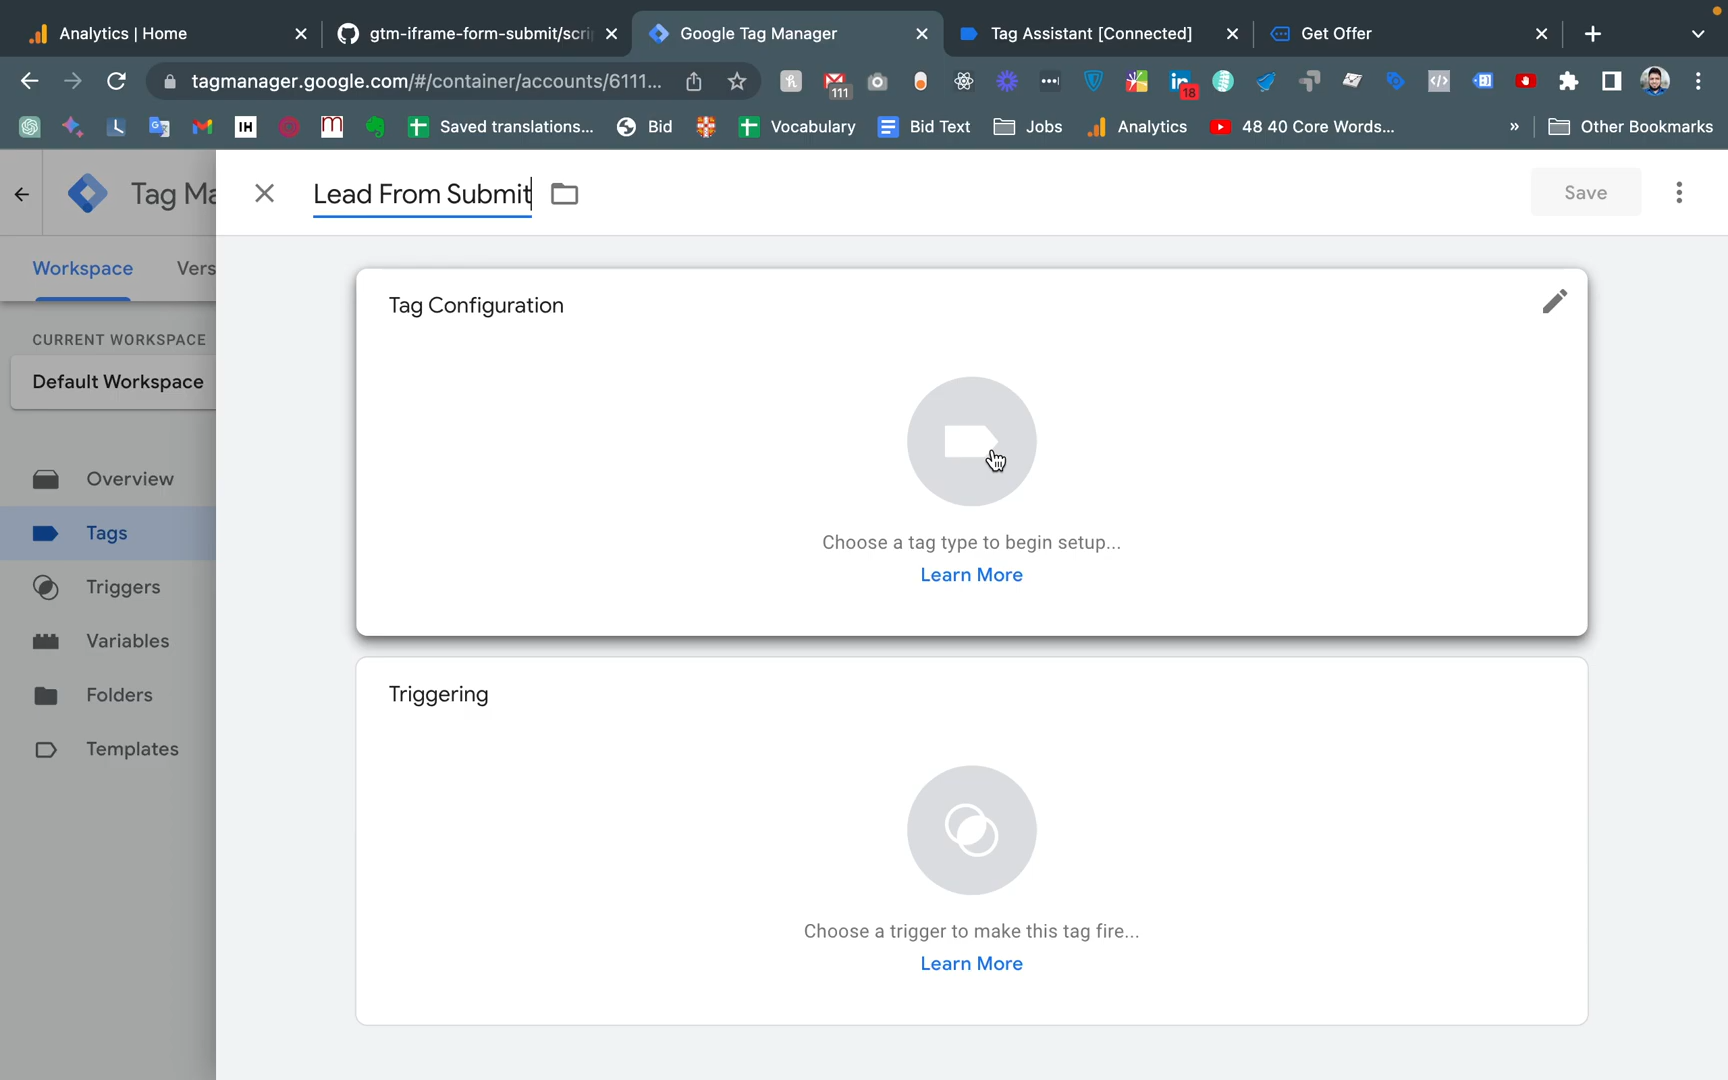 Analytics | Home
gtm-iframe-form-submit/scri
Google Tag Manager
Tag Assistant [Connected]
Get Offer
tagmanager.google.com/#/container/accounts/6111...
111
18
IH
Saved translations...
Bid
Vocabulary
Bid Text
Jobs
Analytics
48 40 Core Words...
»
Other Bookmarks
Tag Ma
Lead From Submit
Save
Workspace
Vers
CURRENT WORKSPACE
Default Workspace
Overview
Tags
Triggers
Variables
Folders
Templates
Tag Configuration
Choose a tag type to begin setup...
Learn More
Triggering
Choose a trigger to make this tag fire...
Learn More